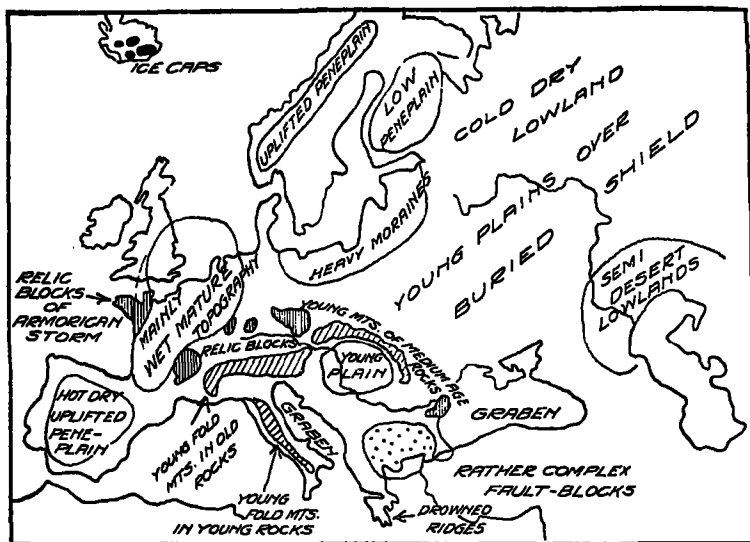 ICE CAPS
UPLIFTED PENEPLAIN
LOW
PENEPLAIN
COLD DRY
LOWLAND
YOUNG PLAINS OVER
BURIED
SHIELD
HEAVY MORAINES
SEMI
DESERT
LOWLANDS
RELIC
BLOCKS
OF
ARMORICAN
STORM
MAINLY
WET MATURE
TOPOGRAPHY
RELIC BLOCKS
YOUNG MTS. OF MEDIUM AGE
ROCKS
YOUNG
PLAIN
HOT DRY
UPLIFTED
PENE-
PLAIN
YOUNG FOLD
MTS. IN OLD
ROCKS
GRABEN
GRABEN
YOUNG
FOLD MTS.
IN YOUNG ROCKS
DROWNED
RIDGES
RATHER COMPLEX
FAULT-BLOCKS